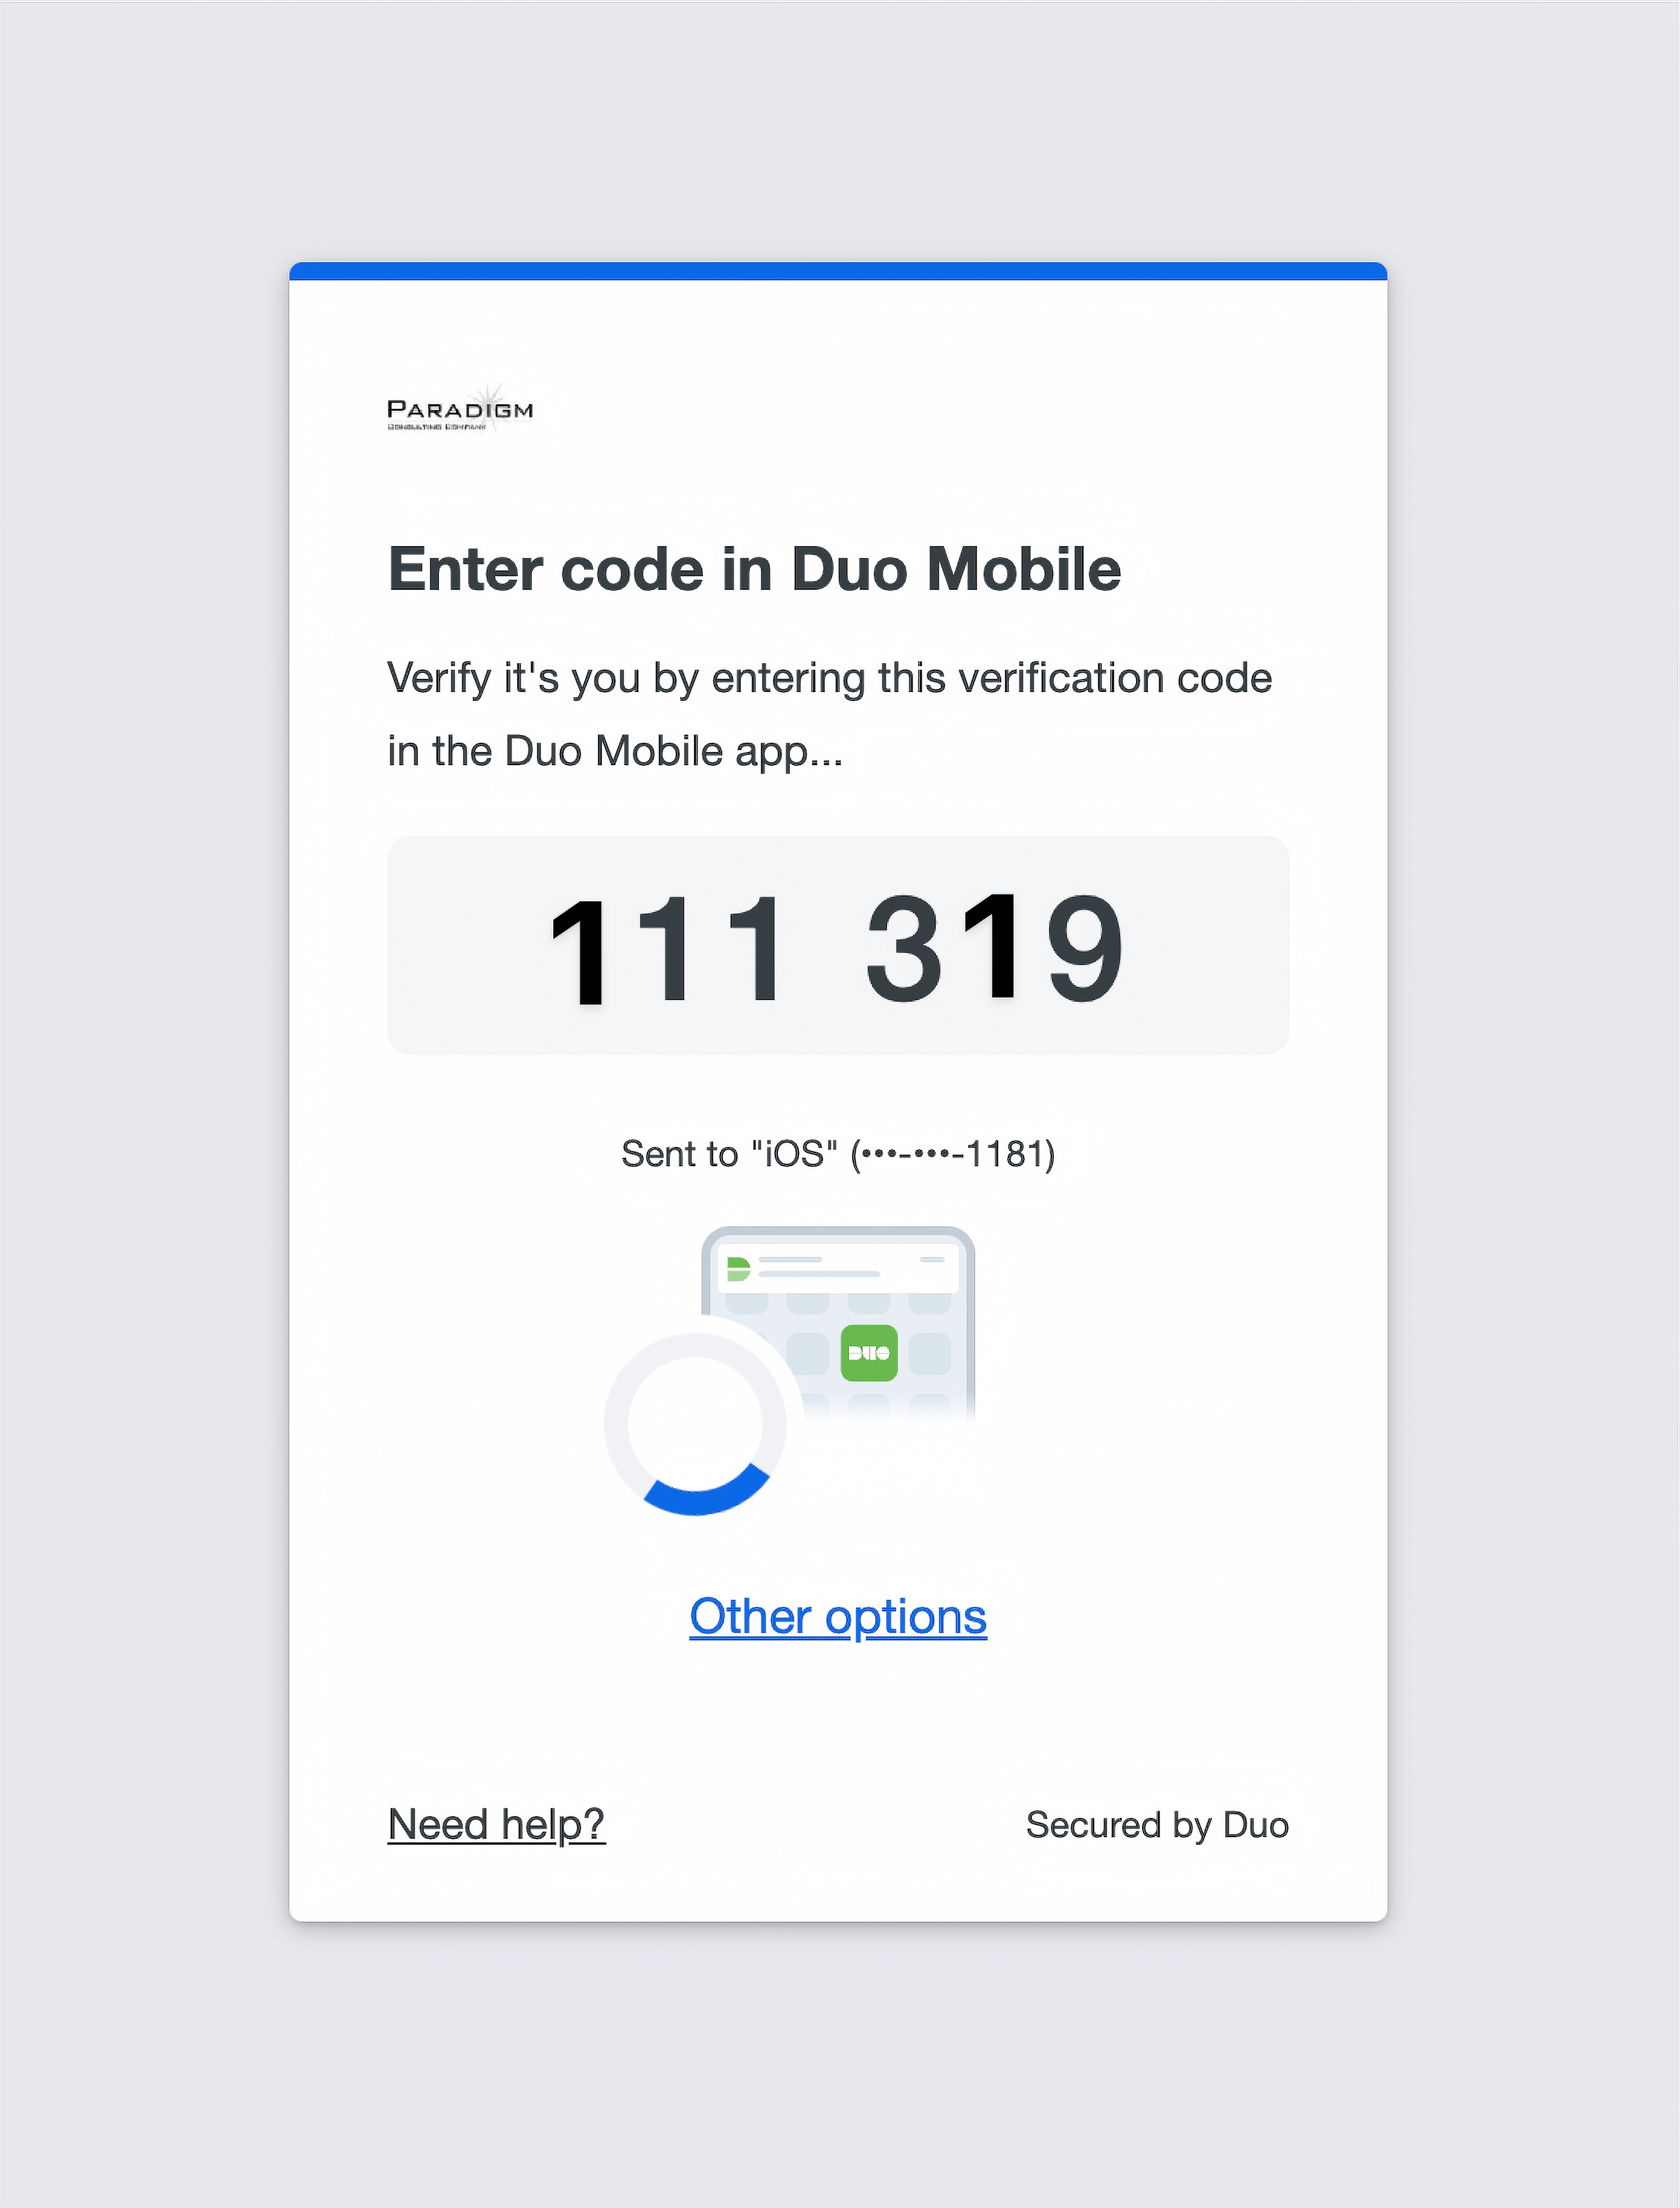 PARADIGM
CONSULTING COMPANY
Enter code in Duo Mobile
Verify it's you by entering this verification code
in the Duo Mobile app...
111 319
Sent to "iOS" (•••-•••-1181)
DUO
Other options
Need help?
Secured by Duo